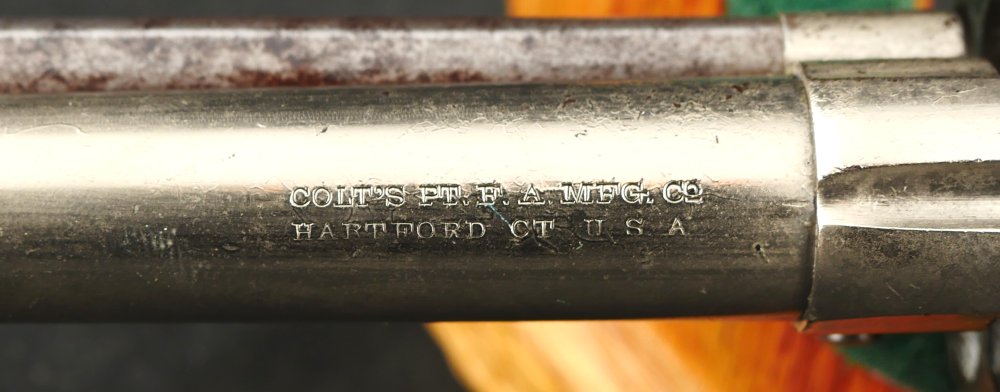 COLT'S PT. F. A. MFG. Co
HARTFORD CT. U. S. A.